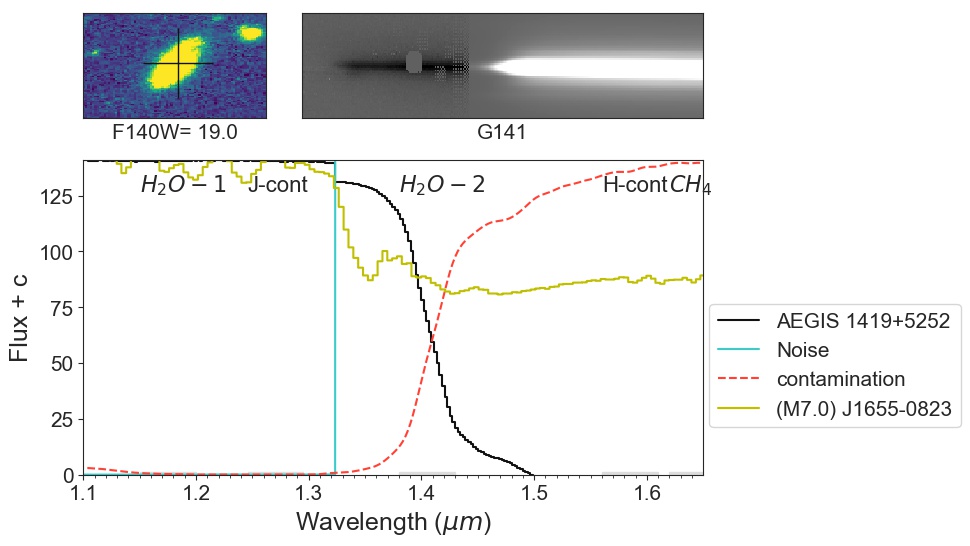 F140W= 19.0
G141
H₂O − 1 J-cont H₂O − 2 H-cont CH₄
125
100
75
50
25
0
Flux + c
1.1 1.2 1.3 1.4 1.5 1.6
Wavelength (μm)
AEGIS 1419+5252
Noise
contamination
(M7.0) J1655-0823